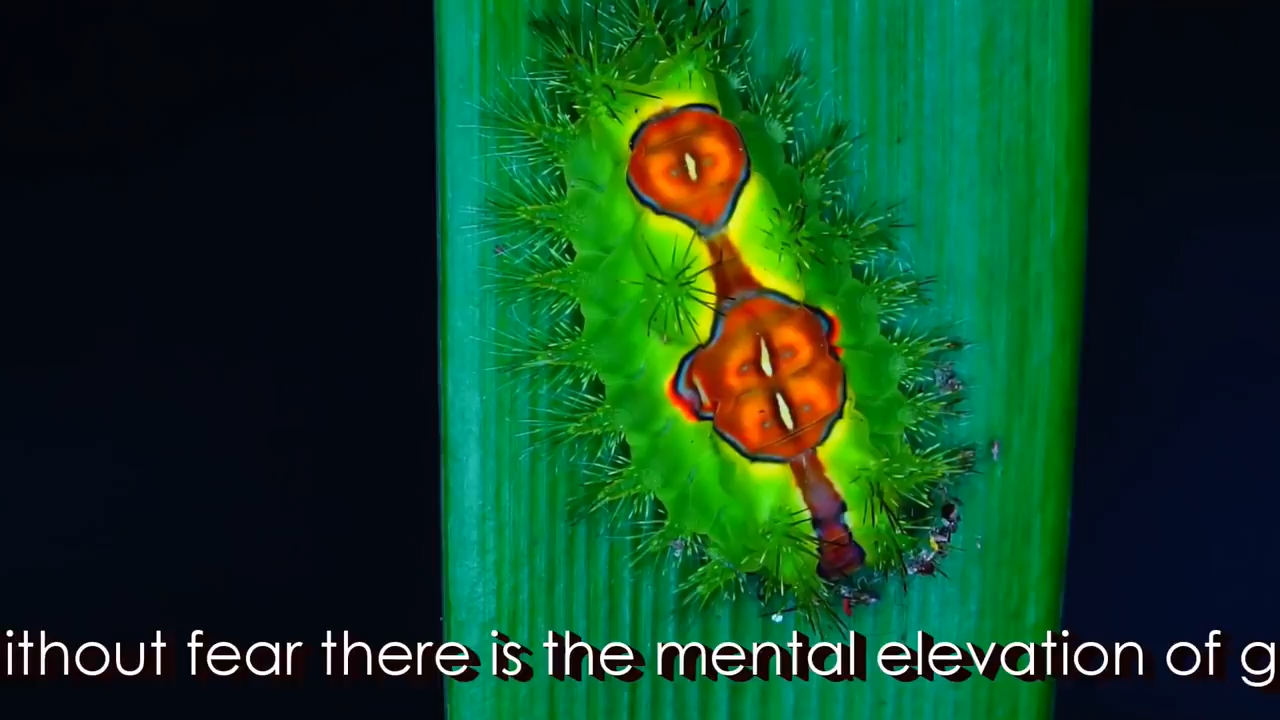 ithout fear there is the mental elevation of g